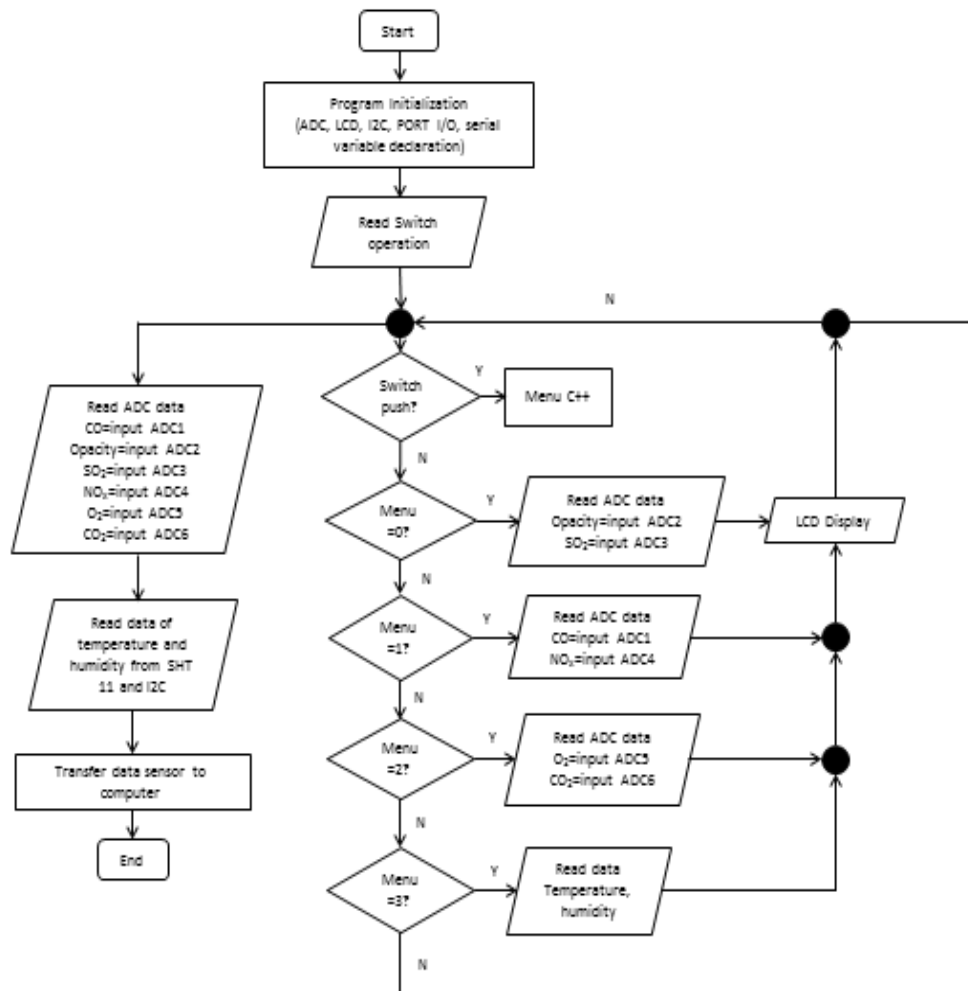 Start
Program Initialization
(ADC, LCD, I2C, PORT I/O, serial
variable declaration)
Read Switch
operation
N
Switch
push?
Y
Menu C++
N
Read ADC data
CO=input ADC1
Opacity=input ADC2
SO₂=input ADC3
NOₓ=input ADC4
O₂=input ADC5
CO₂=input ADC6
Menu
=0?
Y
Read ADC data
Opacity=input ADC2
SO₂=input ADC3
LCD Display
N
Read data of
temperature and
humidity from SHT
11 and I2C
Menu
=1?
Y
Read ADC data
CO=input ADC1
NOₓ=input ADC4
N
Transfer data sensor to
computer
Menu
=2?
Y
Read ADC data
O₂=input ADC5
CO₂=input ADC6
N
End
Menu
=3?
Y
Read data
Temperature,
humidity
N